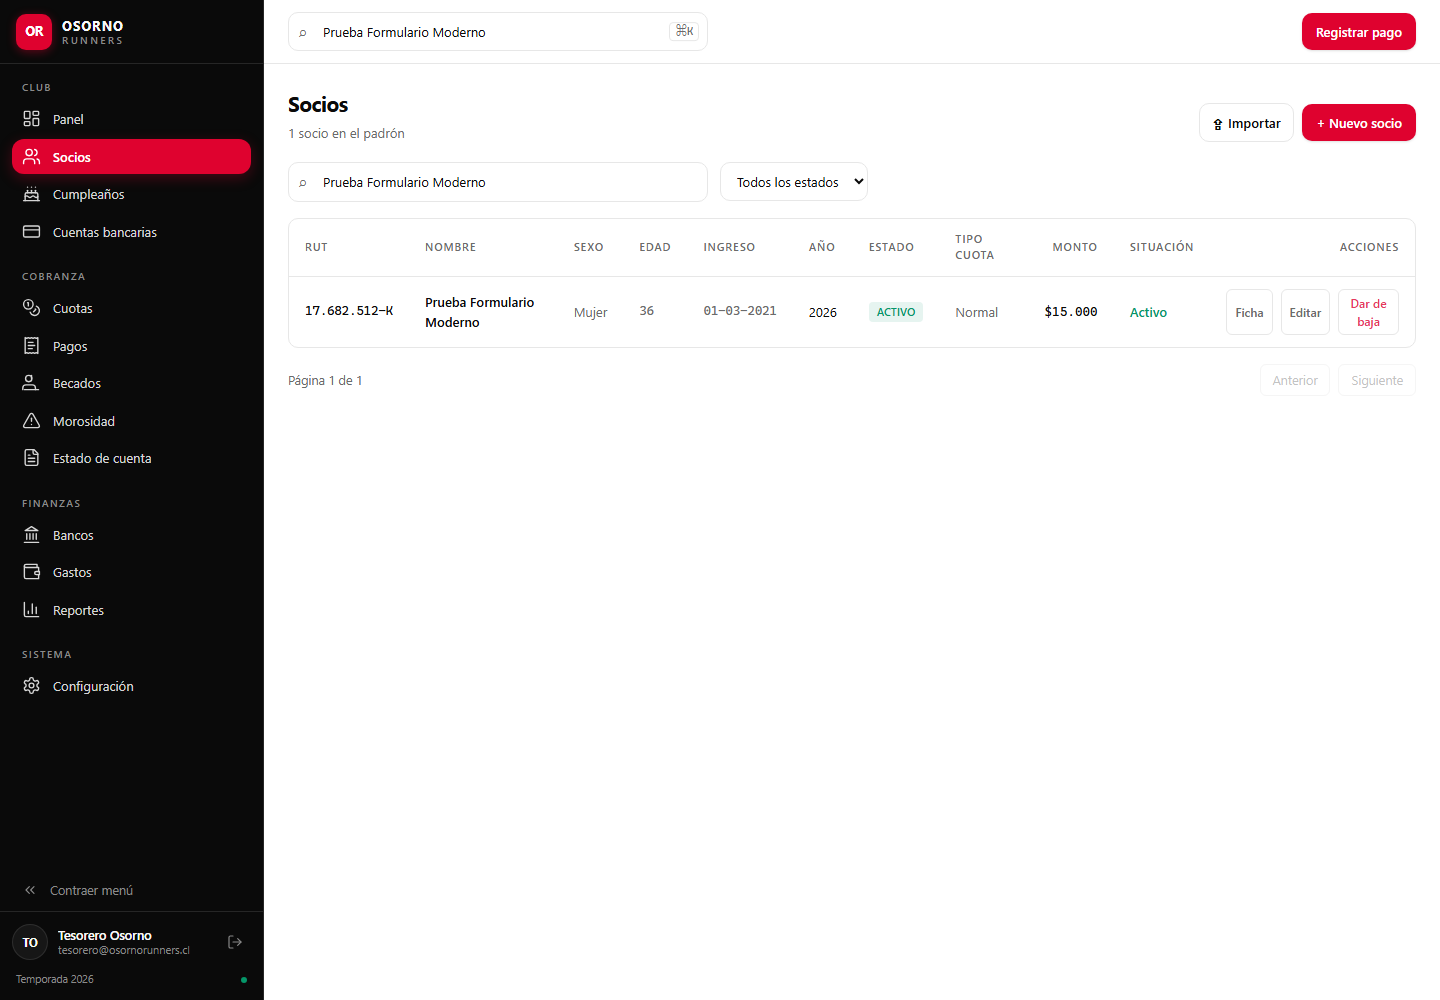 OR
OSORNO
RUNNERS
CLUB
Panel
Socios
Cumpleaños
Cuentas bancarias
COBRANZA
Cuotas
Pagos
Becados
Morosidad
Estado de cuenta
FINANZAS
Bancos
Gastos
Reportes
SISTEMA
Configuración
Contraer menú
TO
Tesorero Osorno
tesorero@osornorunners.cl
Temporada 2026
Prueba Formulario Moderno ⌘K
Registrar pago
Socios
1 socio en el padrón
Importar
+ Nuevo socio
Prueba Formulario Moderno
Todos los estados
RUT NOMBRE SEXO EDAD INGRESO AÑO ESTADO TIPO CUOTA MONTO SITUACIÓN ACCIONES
17.682.512-K Prueba Formulario Moderno Mujer 36 01-03-2021 2026 ACTIVO Normal $15.000 Activo Ficha Editar Dar de baja
Página 1 de 1
Anterior Siguiente